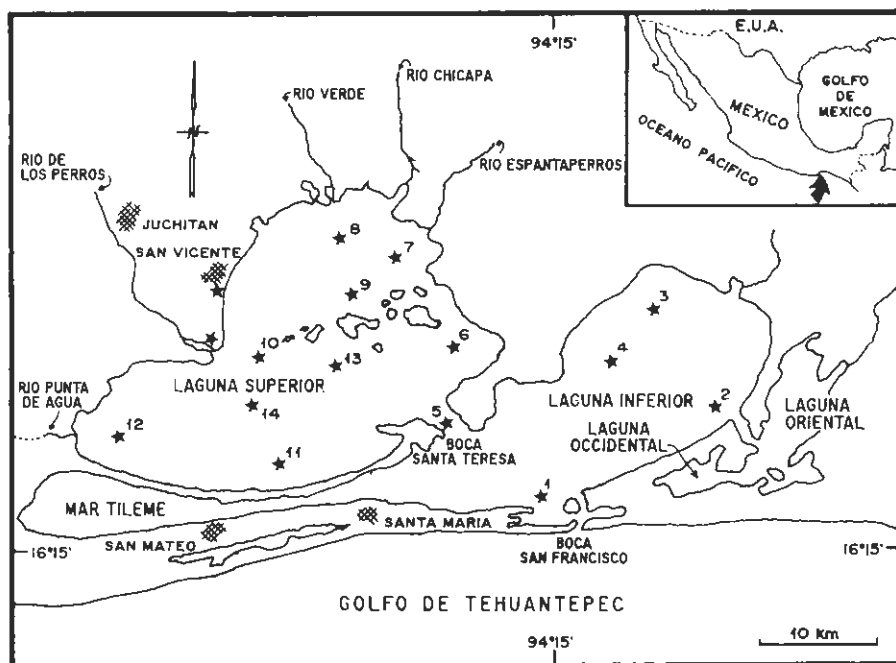 94°15'
E.U.A.
GOLFO
DE
MEXICO
MEXICO
OCEANO PACIFICO
RIO CHICAPA
RIO VERDE
N
RIO ESPANTAPERROS
RIO DE
LOS PERROS
JUCHITAN
SAN VICENTE
8
7
9
3
10
6
4
13
LAGUNA SUPERIOR
RIO PUNTA
DE AGUA
14
12
5
2
LAGUNA INFERIOR
LAGUNA
ORIENTAL
LAGUNA
OCCIDENTAL
BOCA
SANTA TERESA
11
1
MAR TILEME
SANTA MARIA
SAN MATEO
BOCA
SAN FRANCISCO
16°15'
16°15'
GOLFO DE TEHUANTEPEC
10 Km
94°15'